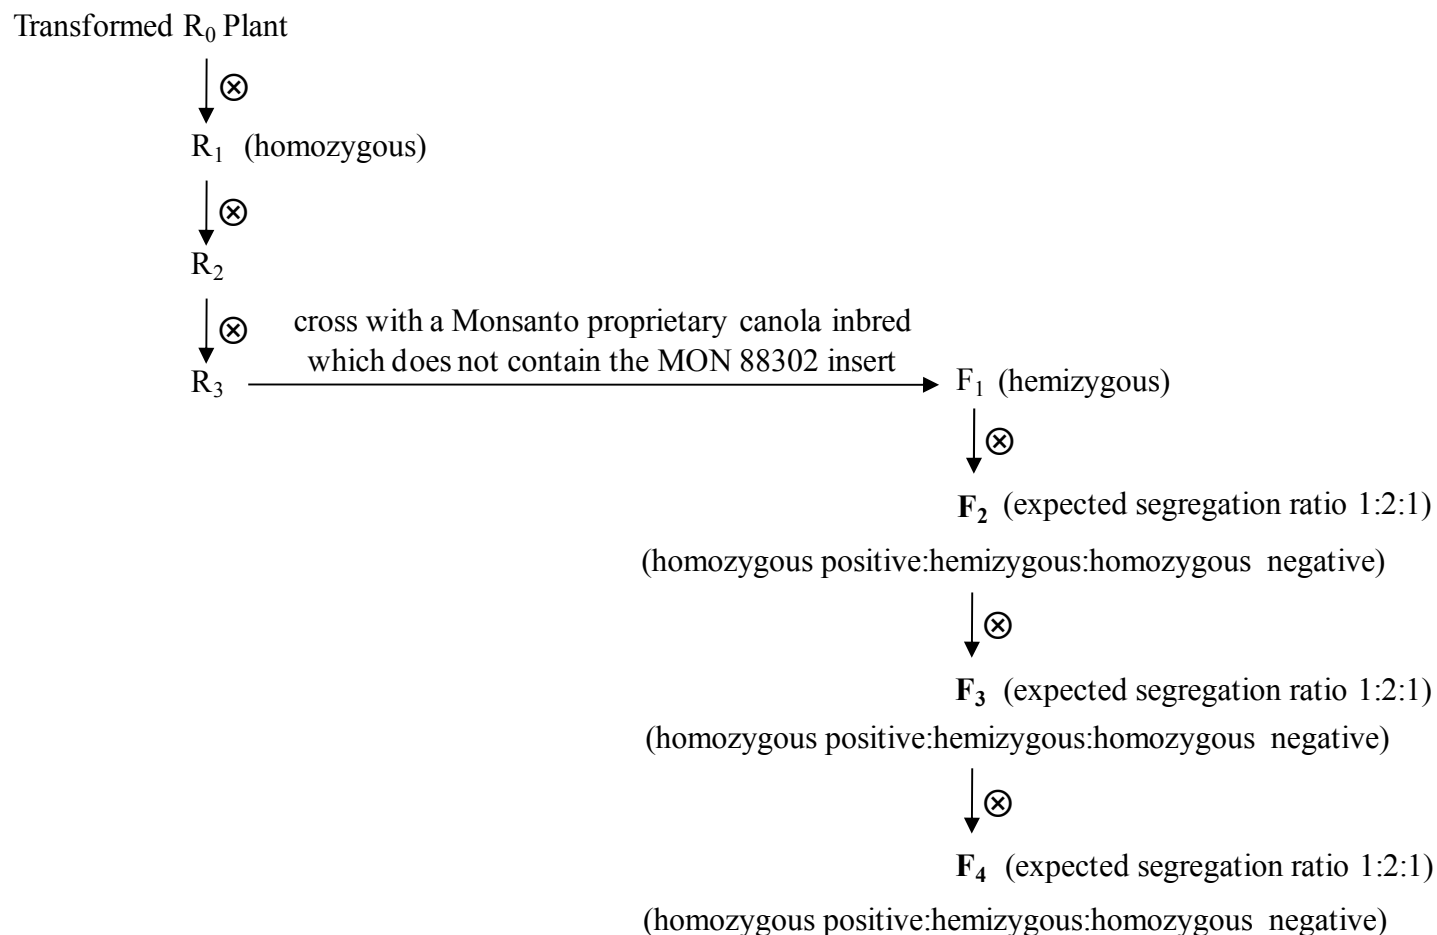 Transformed R₀ Plant
⊗
R₁ (homozygous)
⊗
R₂
⊗
cross with a Monsanto proprietary canola inbred
which does not contain the MON 88302 insert
R₃
F₁ (hemizygous)
⊗
F₂ (expected segregation ratio 1:2:1)
(homozygous positive:hemizygous:homozygous negative)
⊗
F₃ (expected segregation ratio 1:2:1)
(homozygous positive:hemizygous:homozygous negative)
⊗
F₄ (expected segregation ratio 1:2:1)
(homozygous positive:hemizygous:homozygous negative)